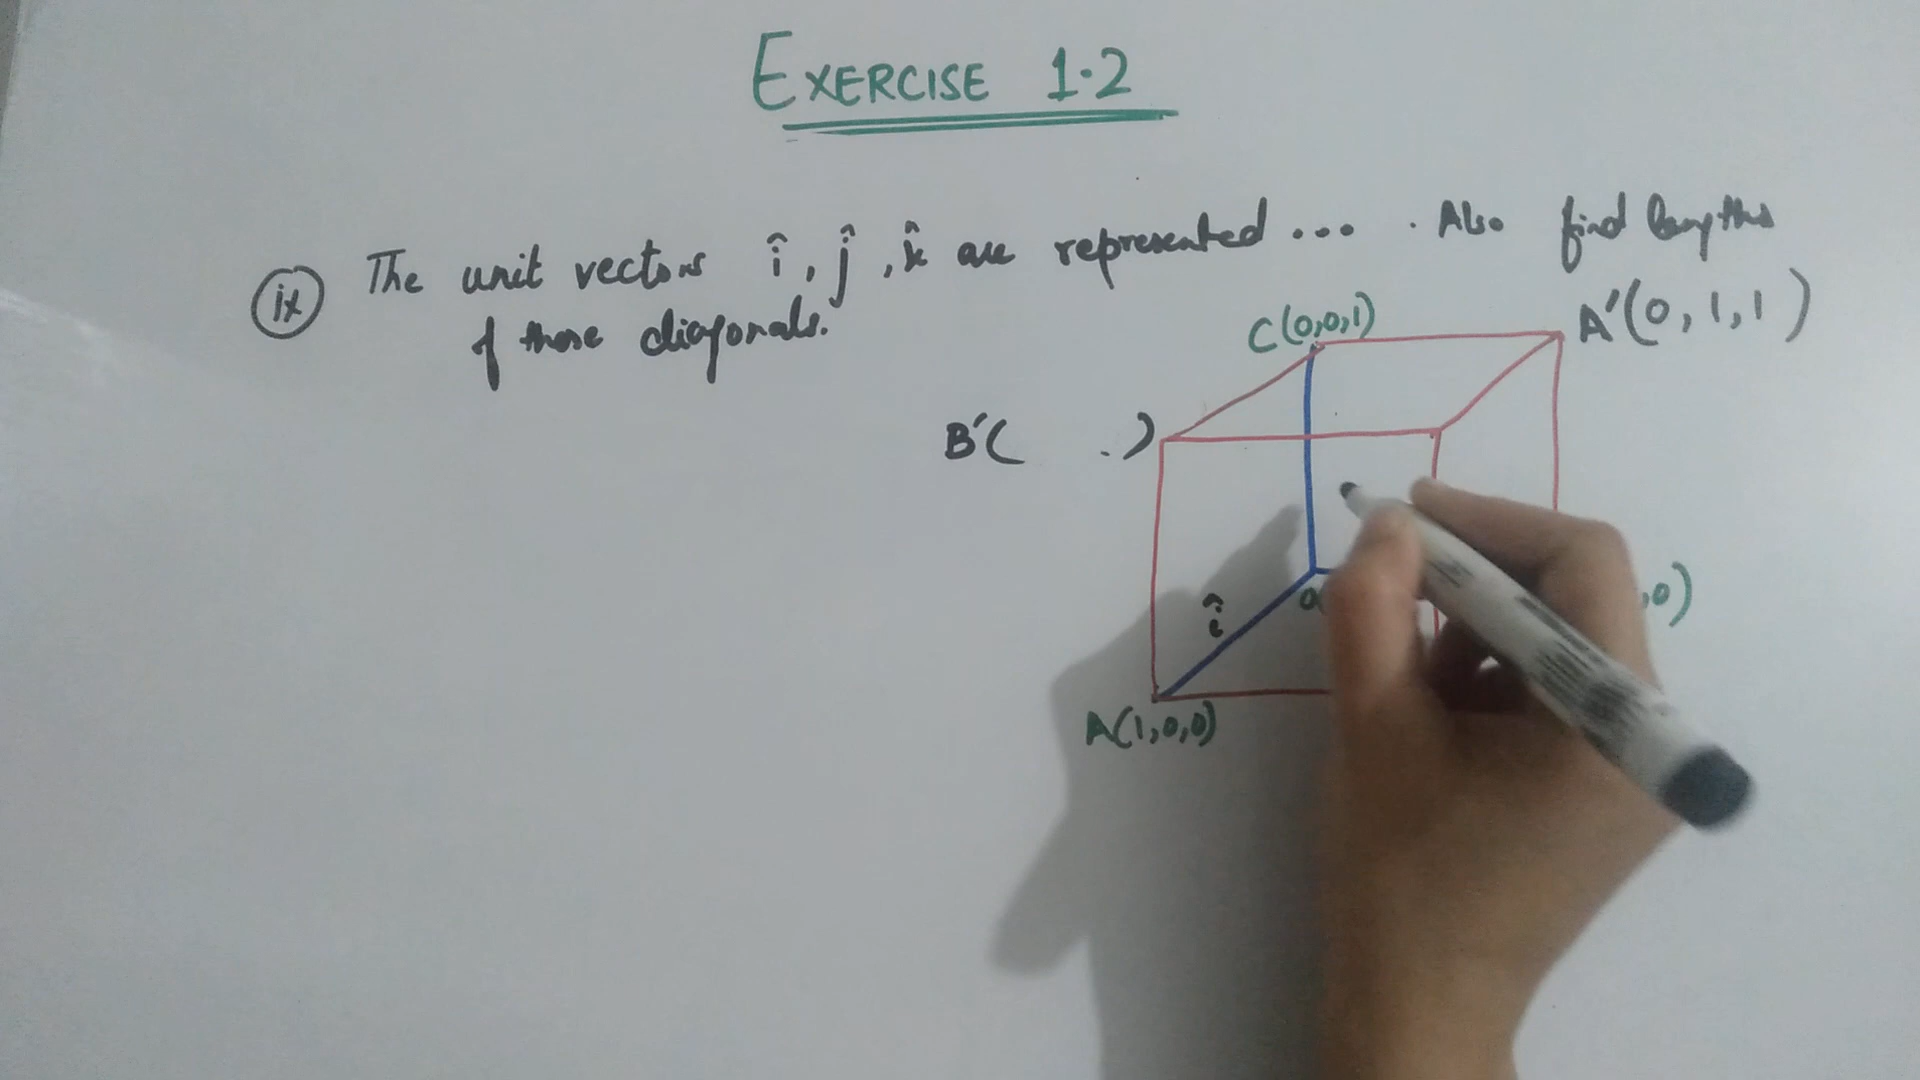 EXERCISE 1.2
ix The unit vectors î, ĵ, k̂ are represented ... . Also find lengths
of those diagonals.
C(0,0,1)
A'(0,1,1)
B'( .)
î
O(
,0)
A(1,0,0)